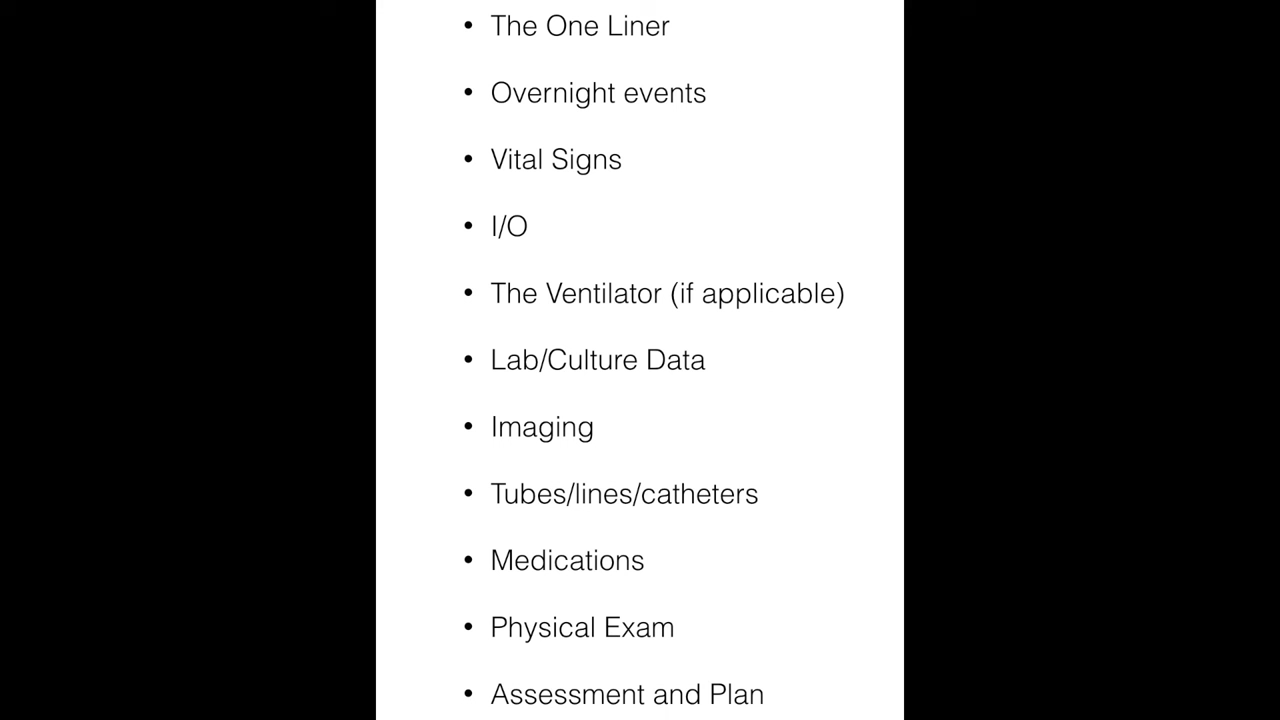 • The One Liner
• Overnight events
• Vital Signs
• I/O
• The Ventilator (if applicable)
• Lab/Culture Data
• Imaging
• Tubes/lines/catheters
• Medications
• Physical Exam
• Assessment and Plan